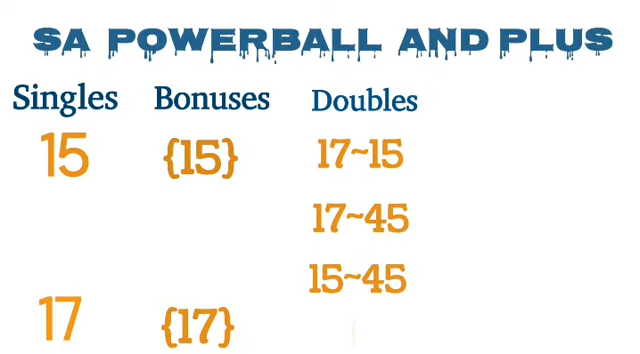 SA POWERBALL AND PLUS
Singles Bonuses Doubles
15 {15} 17~15
17~45
15~45
17 {17}